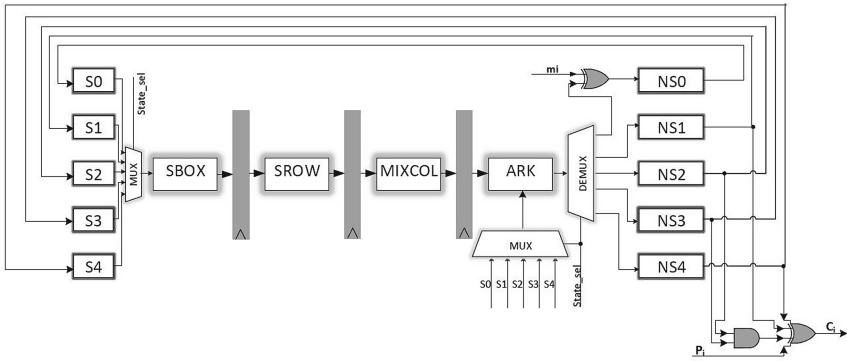 S0
S1
S2
S3
S4
State_sel
MUX
SBOX
SROW
MIXCOL
ARK
MUX
S0 S1 S2 S3 S4
State_sel
DEMUX
mi
NS0
NS1
NS2
NS3
NS4
Pi
Ci